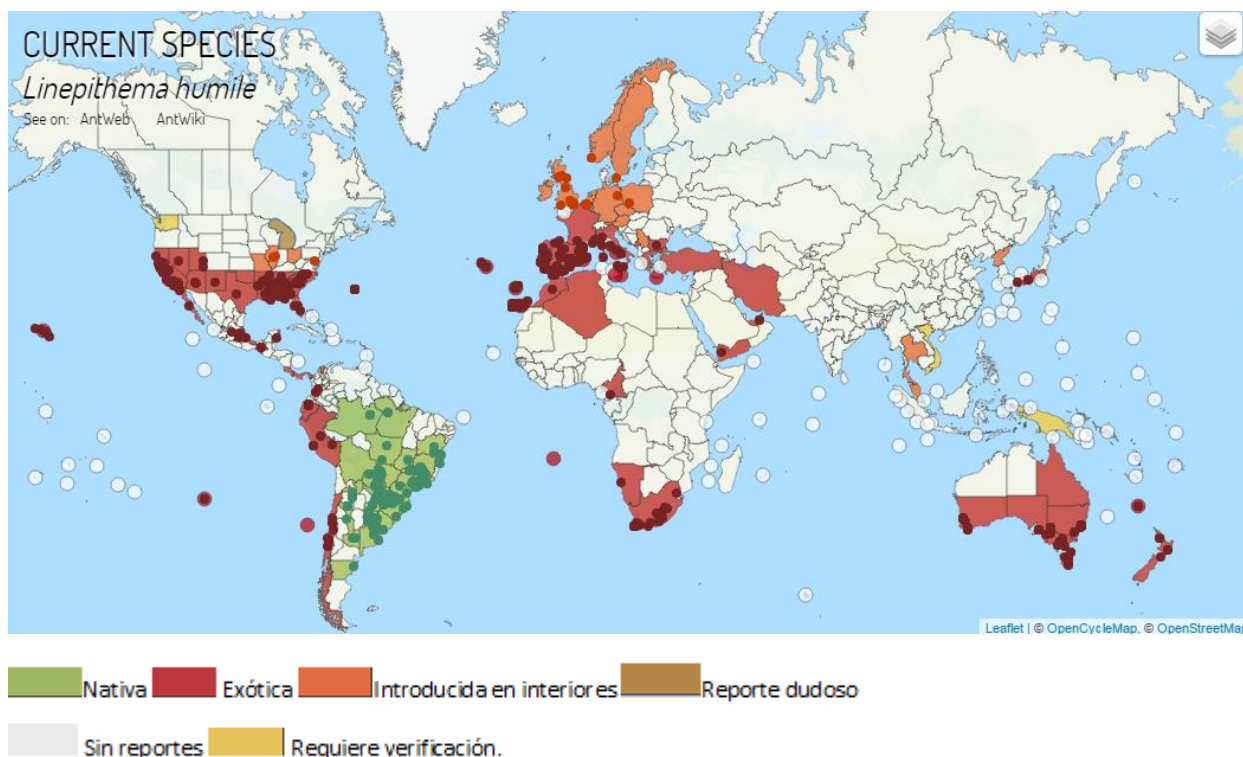 CURRENT SPECIES
Linepithema humile
See on: AntWeb AntWiki
Leaflet | © OpenCycleMap, © OpenStreetMap
Nativa Exótica Introducida en interiores Reporte dudoso
Sin reportes Requiere verificación.